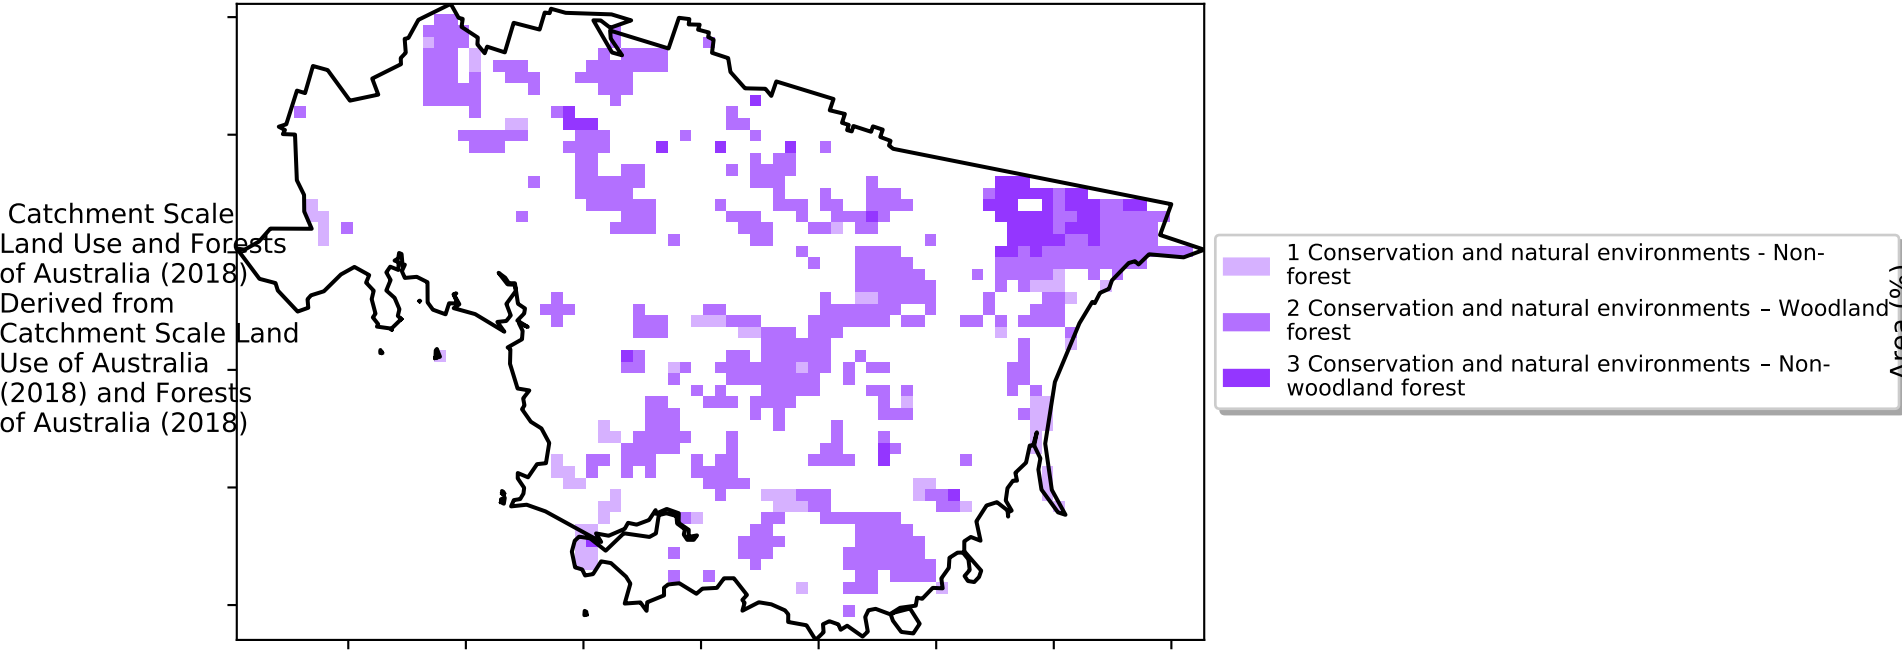 Catchment Scale
Land Use and Forests
of Australia (2018)
Derived from
Catchment Scale Land
Use of Australia
(2018) and Forests
of Australia (2018)
1 Conservation and natural environments - Non-
forest
2 Conservation and natural environments – Woodland
forest
3 Conservation and natural environments – Non-
woodland forest